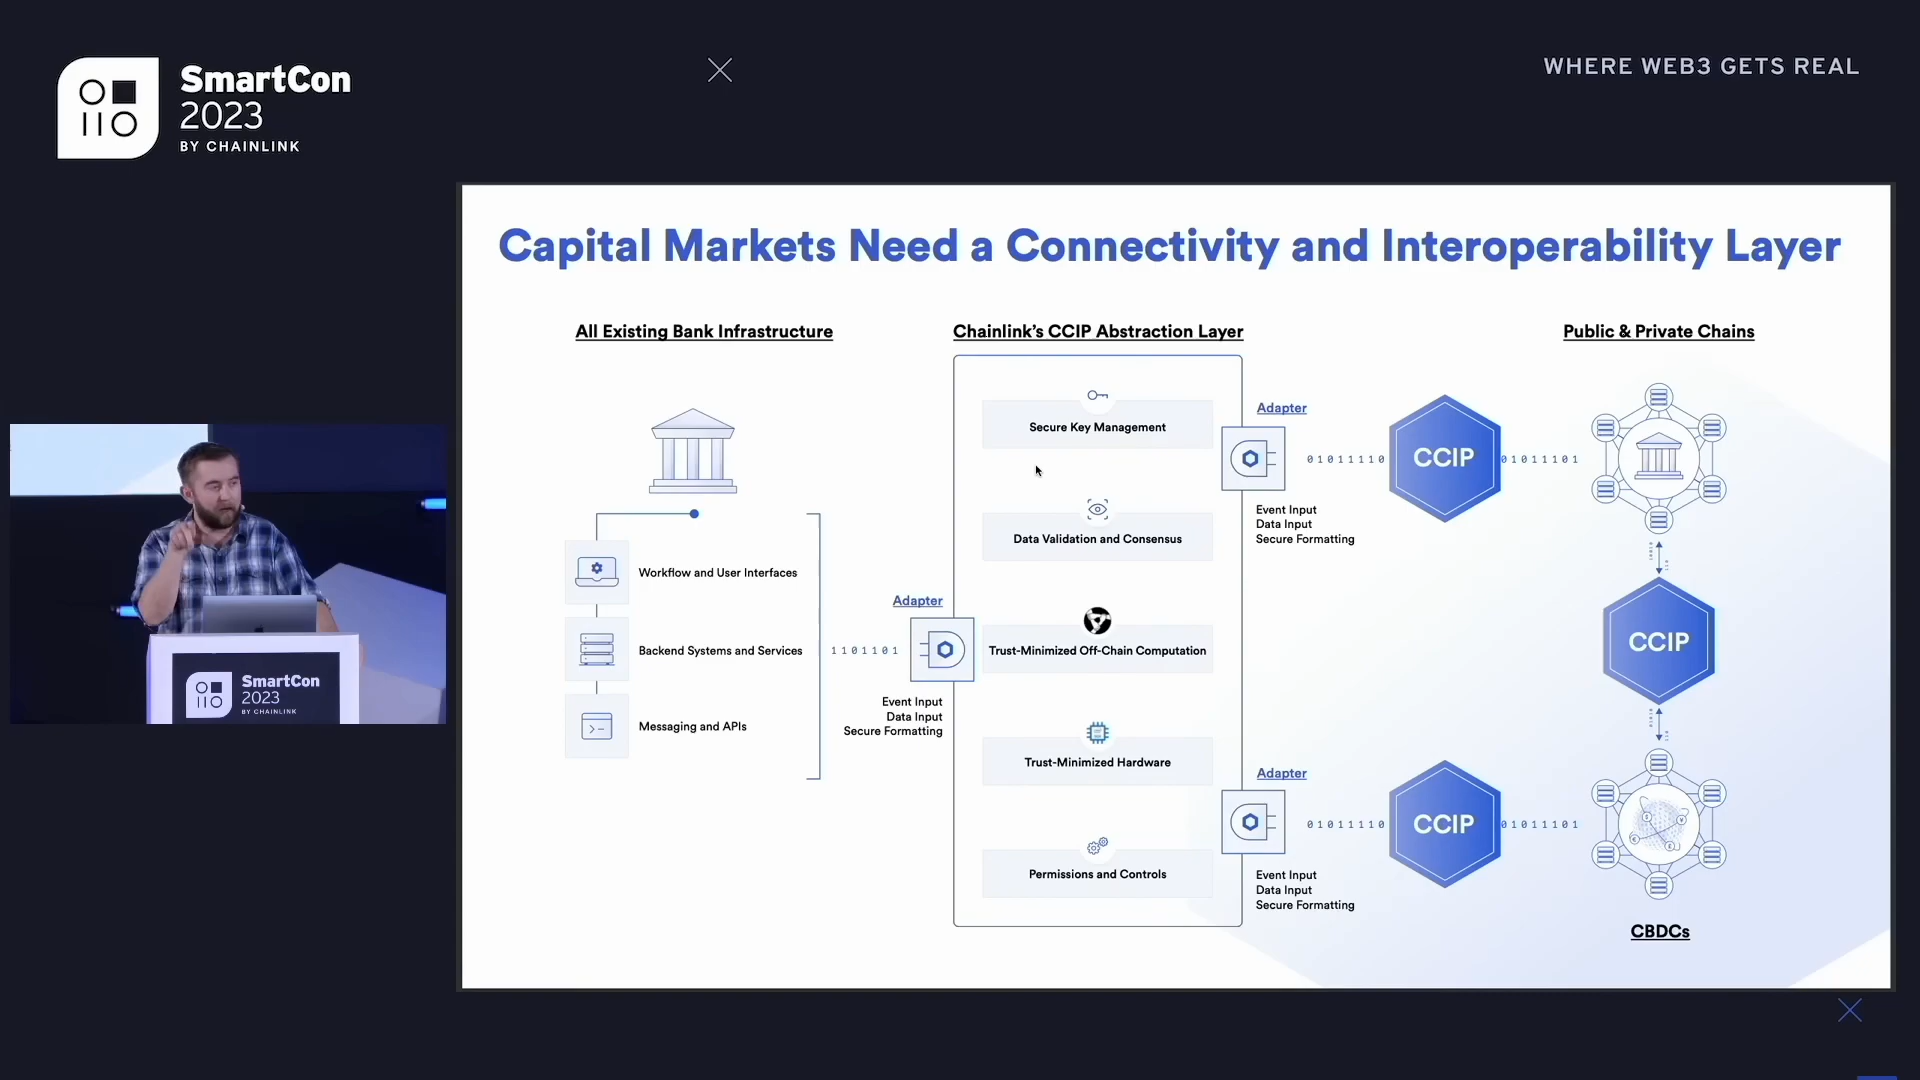 SmartCon
2023
BY CHAINLINK
WHERE WEB3 GETS REAL
Capital Markets Need a Connectivity and Interoperability Layer
All Existing Bank Infrastructure
Workflow and User Interfaces
Backend Systems and Services
Messaging and APIs
1101101
Adapter
Event Input
Data Input
Secure Formatting
Chainlink's CCIP Abstraction Layer
Secure Key Management
Data Validation and Consensus
Trust-Minimized Off-Chain Computation
Trust-Minimized Hardware
Permissions and Controls
Adapter
Event Input
Data Input
Secure Formatting
01011110
CCIP
01011101
Adapter
Event Input
Data Input
Secure Formatting
01011110
CCIP
01011101
Public & Private Chains
CCIP
CBDCs
SmartCon
2023
BY CHAINLINK